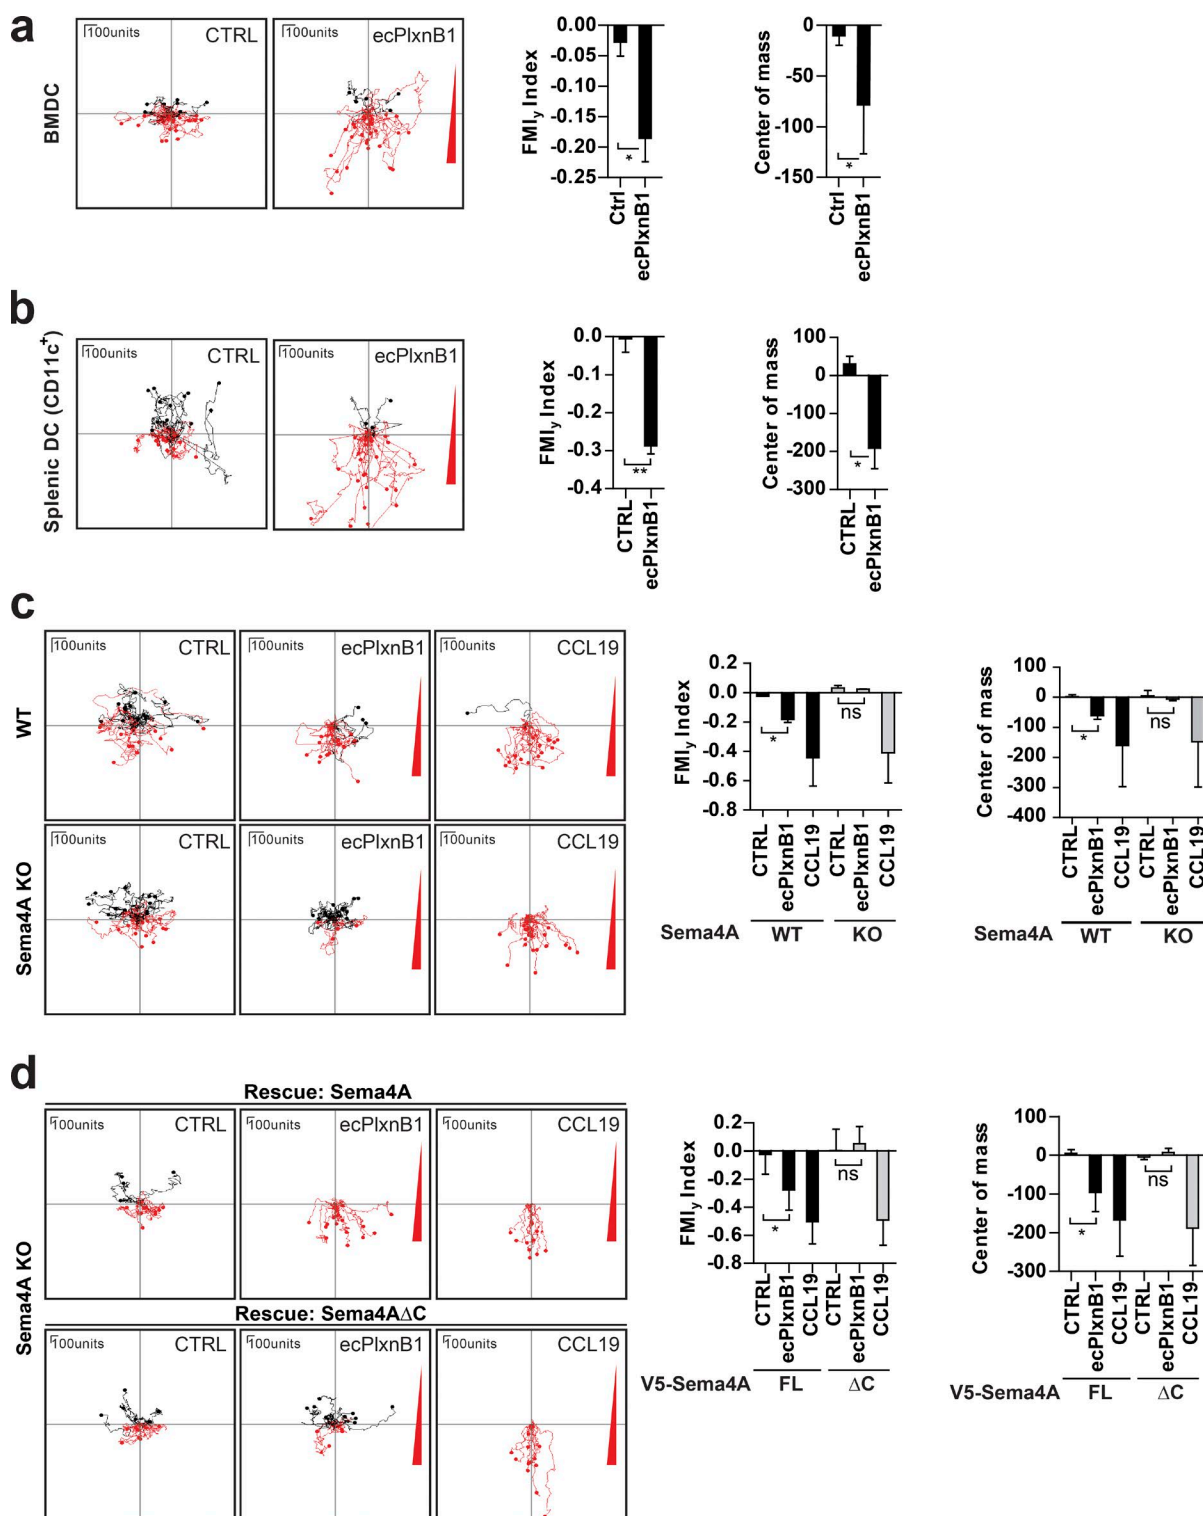 a
BMDC
100units CTRL
100units ecPlxnB1
FMIy Index
0.00
-0.05
-0.10
-0.15
-0.20
-0.25
*
Ctrl
ecPlxnB1
Center of mass
0
-50
-100
-150
*
Ctrl
ecPlxnB1
b
Splenic DC (CD11c+)
100units CTRL
100units ecPlxnB1
FMIy Index
0.0
-0.1
-0.2
-0.3
-0.4
**
CTRL
ecPlxnB1
Center of mass
100
0
-100
-200
-300
*
CTRL
ecPlxnB1
c
WT
100units CTRL
100units ecPlxnB1
100units CCL19
Sema4A KO
100units CTRL
100units ecPlxnB1
100units CCL19
FMIy Index
0.2
0.0
-0.2
-0.4
-0.6
-0.8
*
ns
CTRL
ecPlxnB1
CCL19
CTRL
ecPlxnB1
CCL19
Sema4A WT KO
Center of mass
100
0
-100
-200
-300
-400
*
ns
CTRL
ecPlxnB1
CCL19
CTRL
ecPlxnB1
CCL19
Sema4A WT KO
d
Sema4A KO
Rescue: Sema4A
100units CTRL
100units ecPlxnB1
100units CCL19
Rescue: Sema4AΔC
100units CTRL
100units ecPlxnB1
100units CCL19
FMIy Index
0.2
0.0
-0.2
-0.4
-0.6
-0.8
*
ns
CTRL
ecPlxnB1
CCL19
CTRL
ecPlxnB1
CCL19
V5-Sema4A FL ΔC
Center of mass
100
0
-100
-200
-300
*
ns
CTRL
ecPlxnB1
CCL19
CTRL
ecPlxnB1
CCL19
V5-Sema4A FL ΔC